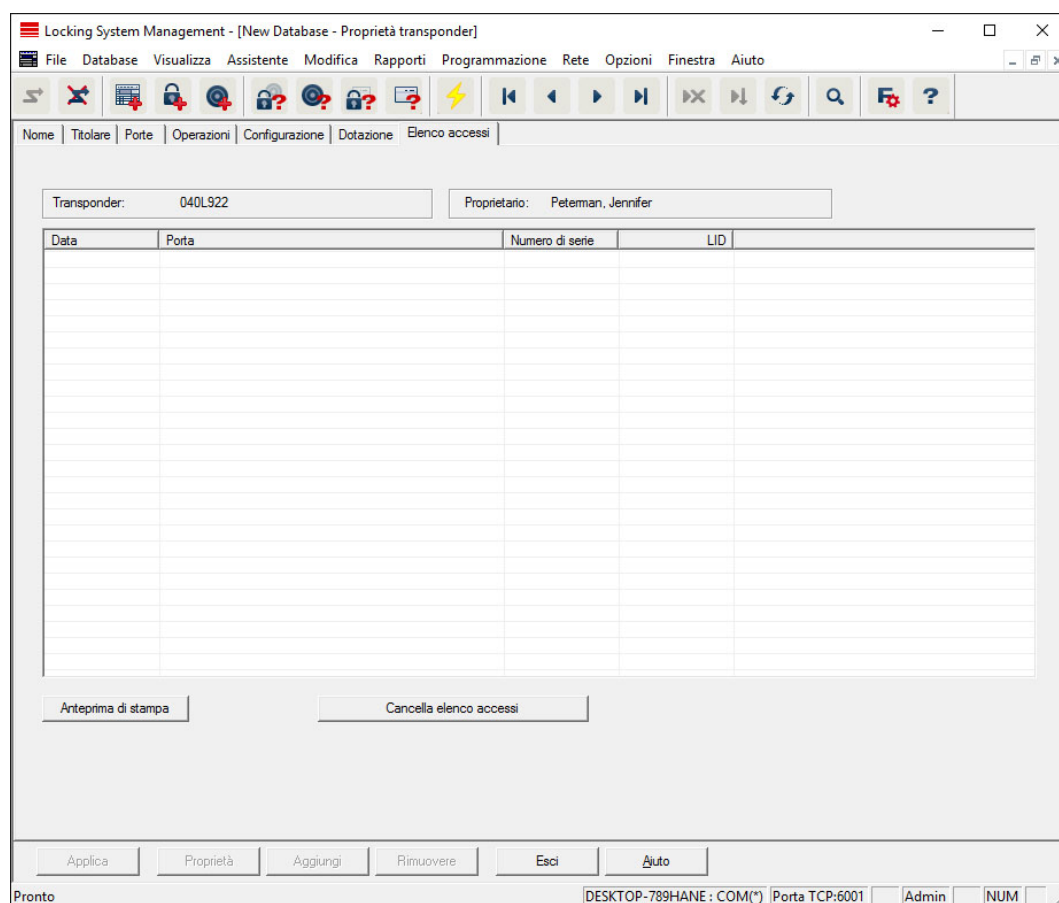 Locking System Management - [New Database - Proprietà transponder]
File Database Visualizza Assistente Modifica Rapporti Programmazione Rete Opzioni Finestra Aiuto
Nome Titolare Porte Operazioni Configurazione Dotazione Elenco accessi
Transponder: 040L922 Proprietario: Peterman, Jennifer
Data Porta Numero di serie LID
Anteprima di stampa Cancella elenco accessi
Applica Proprietà Aggiungi Rimuovere Esci Aiuto
Pronto DESKTOP-789HANE : COM(*) Porta TCP:6001 Admin NUM